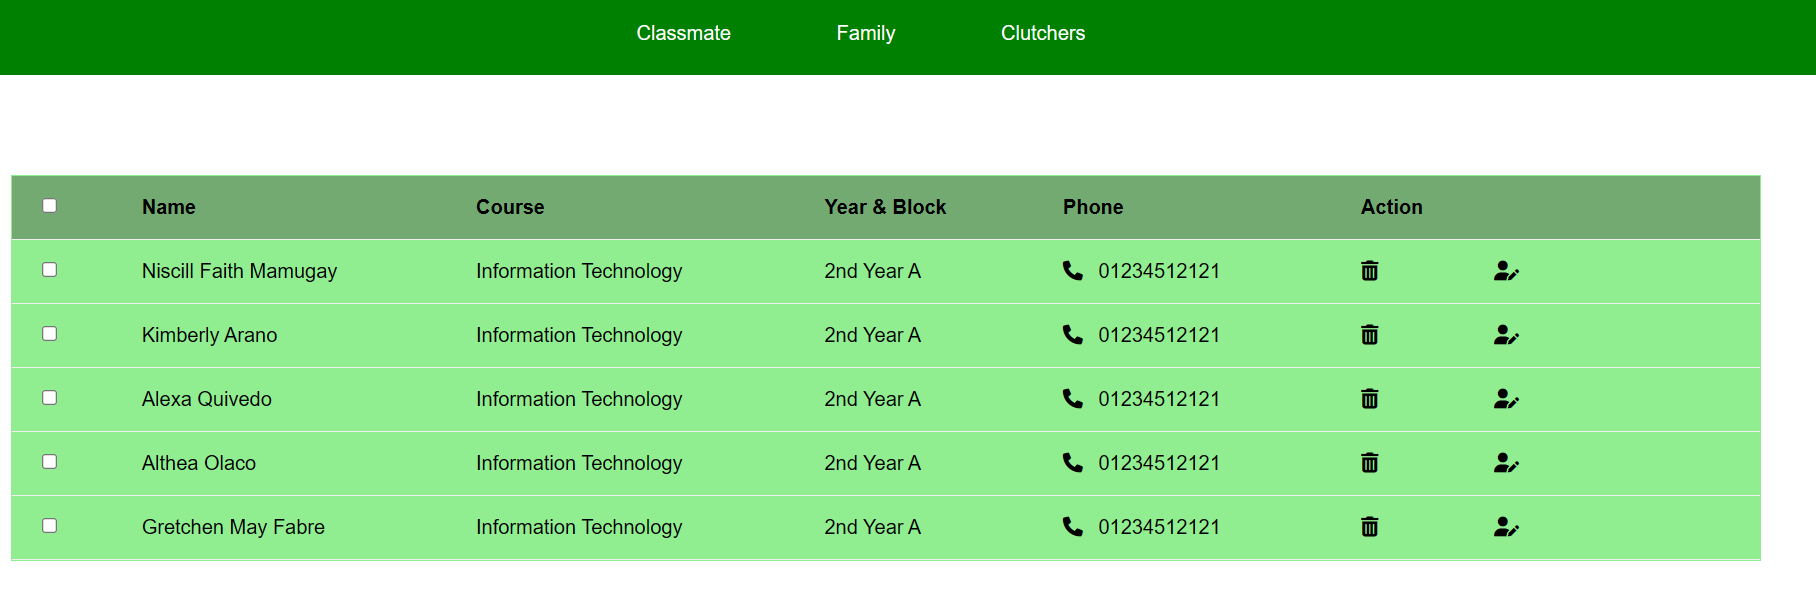 Classmate Family Clutchers
Name Course Year & Block Phone Action
Niscill Faith Mamugay Information Technology 2nd Year A 01234512121
Kimberly Arano Information Technology 2nd Year A 01234512121
Alexa Quivedo Information Technology 2nd Year A 01234512121
Althea Olaco Information Technology 2nd Year A 01234512121
Gretchen May Fabre Information Technology 2nd Year A 01234512121